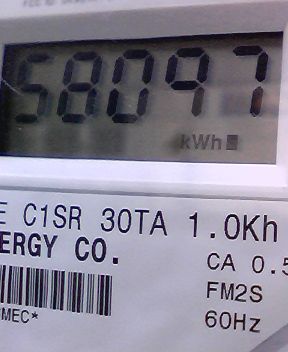 58097
kWh
E C1SR 30TA 1.0Kh
ERGY CO.
CA 0.5
FM2S
MEC*
60Hz